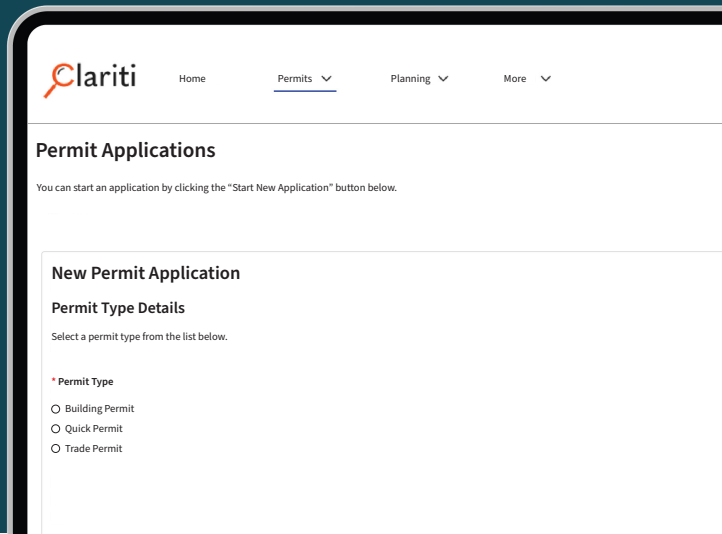 Clariti
Home Permits Planning More
Permit Applications
You can start an application by clicking the “Start New Application” button below.
New Permit Application
Permit Type Details
Select a permit type from the list below.
* Permit Type
Building Permit
Quick Permit
Trade Permit